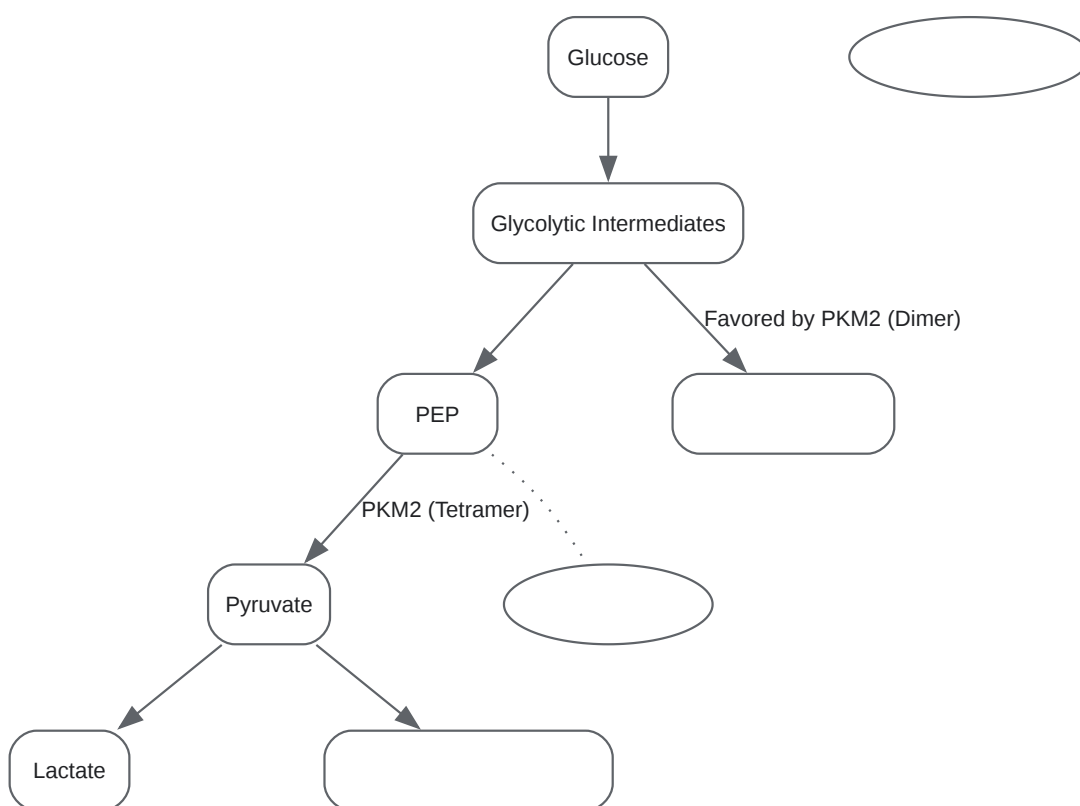 Glucose
Glycolytic Intermediates
Favored by PKM2 (Dimer)
PEP
PKM2 (Tetramer)
Pyruvate
Lactate